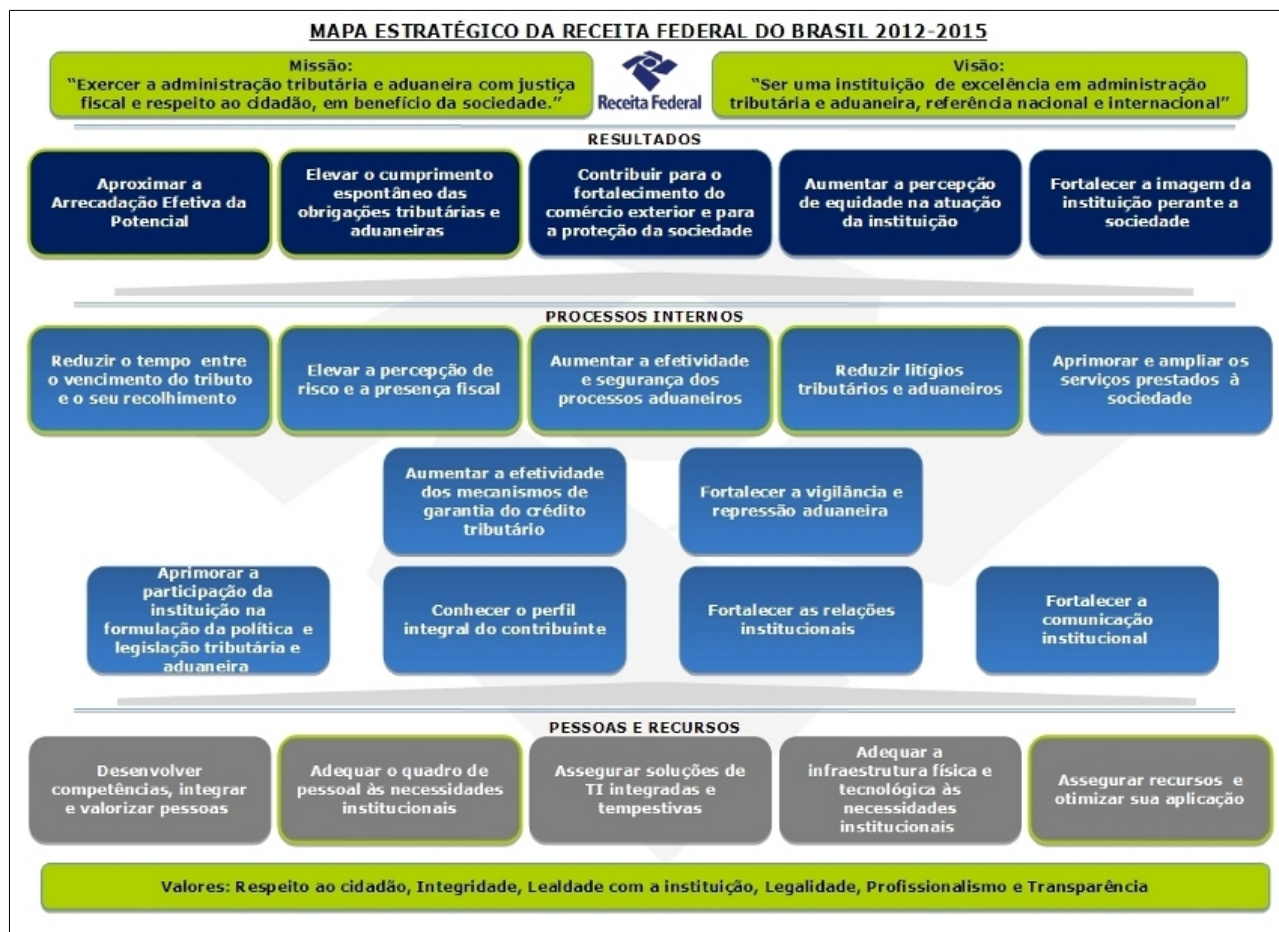 MAPA ESTRATÉGICO DA RECEITA FEDERAL DO BRASIL 2012-2015
Missão:
“Exercer a administração tributária e aduaneira com justiça
fiscal e respeito ao cidadão, em benefício da sociedade.”
Receita Federal
Visão:
“Ser uma instituição de excelência em administração
tributária e aduaneira, referência nacional e internacional”
RESULTADOS
Aproximar a
Arrecadação Efetiva da
Potencial
Elevar o cumprimento
espontâneo das
obrigações tributárias e
aduaneiras
Contribuir para o
fortalecimento do
comércio exterior e para
a proteção da sociedade
Aumentar a percepção
de equidade na atuação
da instituição
Fortalecer a imagem da
instituição perante a
sociedade
PROCESSOS INTERNOS
Reduzir o tempo entre
o vencimento do tributo
e o seu recolhimento
Elevar a percepção de
risco e a presença fiscal
Aumentar a efetividade
e segurança dos
processos aduaneiros
Reduzir litígios
tributários e aduaneiros
Aprimorar e ampliar os
serviços prestados à
sociedade
Aumentar a efetividade
dos mecanismos de
garantia do crédito
tributário
Fortalecer a vigilância e
repressão aduaneira
Aprimorar a
participação da
instituição na
formulação da política e
legislação tributária e
aduaneira
Conhecer o perfil
integral do contribuinte
Fortalecer as relações
institucionais
Fortalecer a
comunicação
institucional
PESSOAS E RECURSOS
Desenvolver
competências, integrar
e valorizar pessoas
Adequar o quadro de
pessoal às necessidades
institucionais
Assegurar soluções de
TI integradas e
tempestivas
Adequar a
infraestrutura física e
tecnológica às
necessidades
institucionais
Assegurar recursos e
otimizar sua aplicação
Valores: Respeito ao cidadão, Integridade, Lealdade com a instituição, Legalidade, Profissionalismo e Transparência